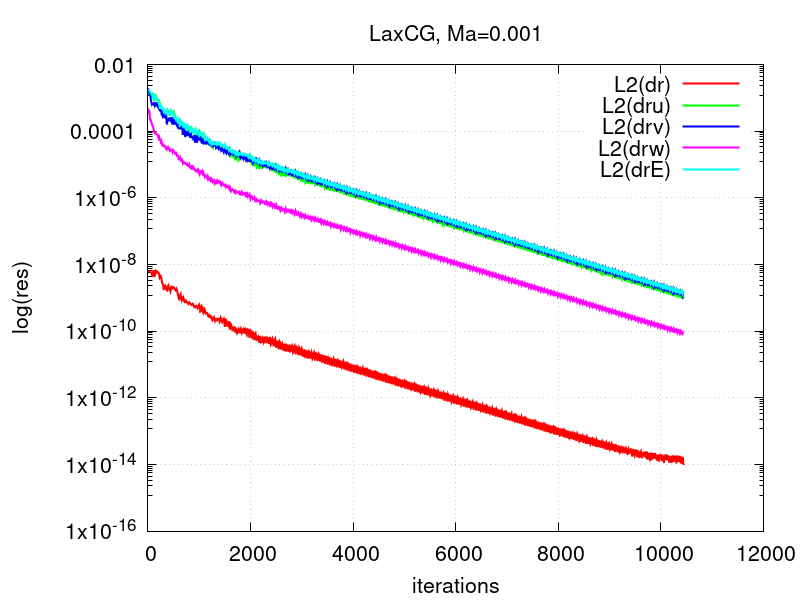 LaxCG, Ma=0.001
0.01
0.0001
1x10-6
1x10-8
1x10-10
1x10-12
1x10-14
1x10-16
log(res)
L2(dr)
L2(dru)
L2(drv)
L2(drw)
L2(drE)
0 2000 4000 6000 8000 10000 12000
iterations